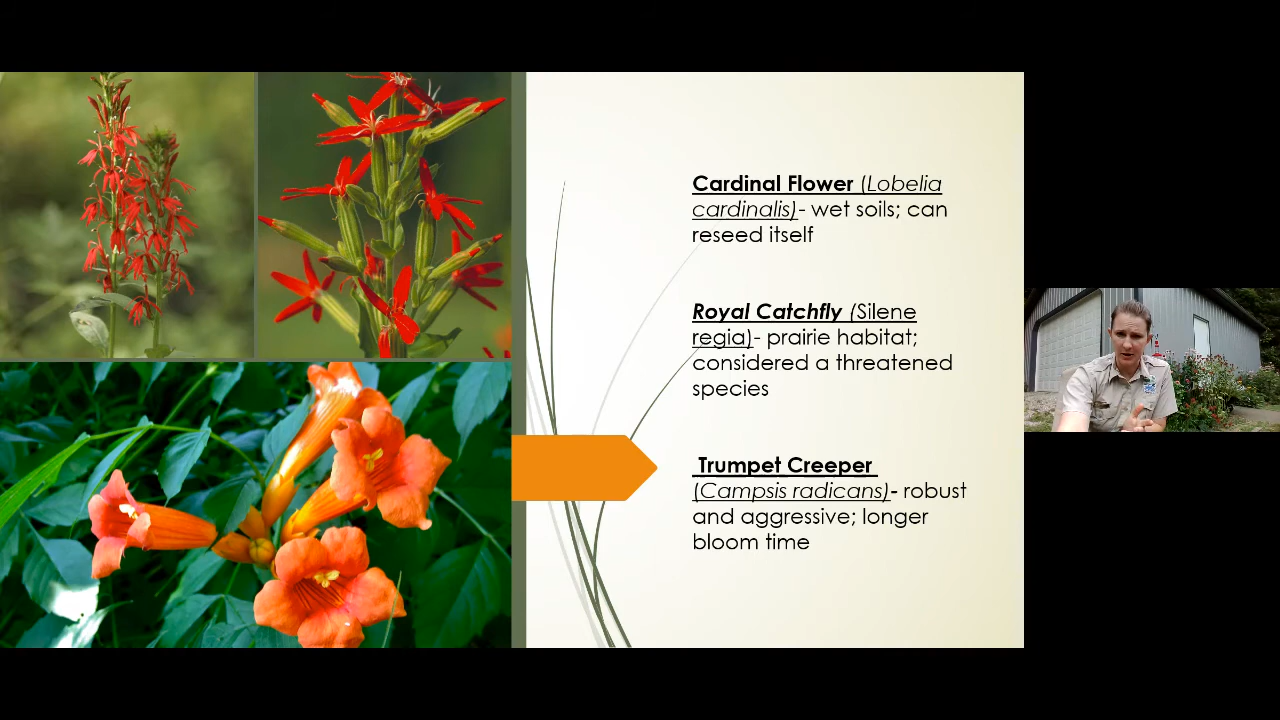 Cardinal Flower (Lobelia
cardinalis)- wet soils; can
reseed itself
Royal Catchfly (Silene
regia)- prairie habitat;
considered a threatened
species
Trumpet Creeper
(Campsis radicans)- robust
and aggressive; longer
bloom time